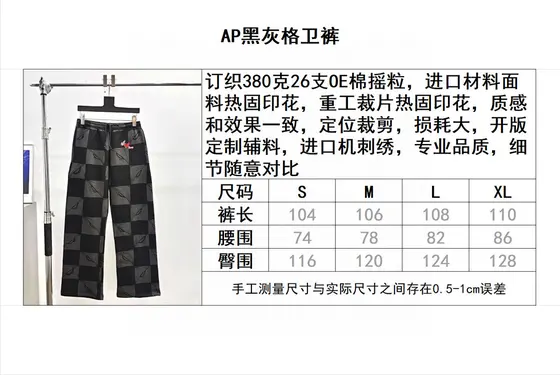 AP黑灰格卫裤
订织380克26支OE棉摇粒，进口材料面
料热固印花，重工裁片热固印花，质感
和效果一致，定位裁剪，损耗大，开版
定制辅料，进口机刺绣，专业品质，细
节随意对比
尺码 S M L XL
裤长 104 106 108 110
腰围 74 78 82 86
臀围 116 120 124 128
手工测量尺寸与实际尺寸之间存在0.5-1cm误差